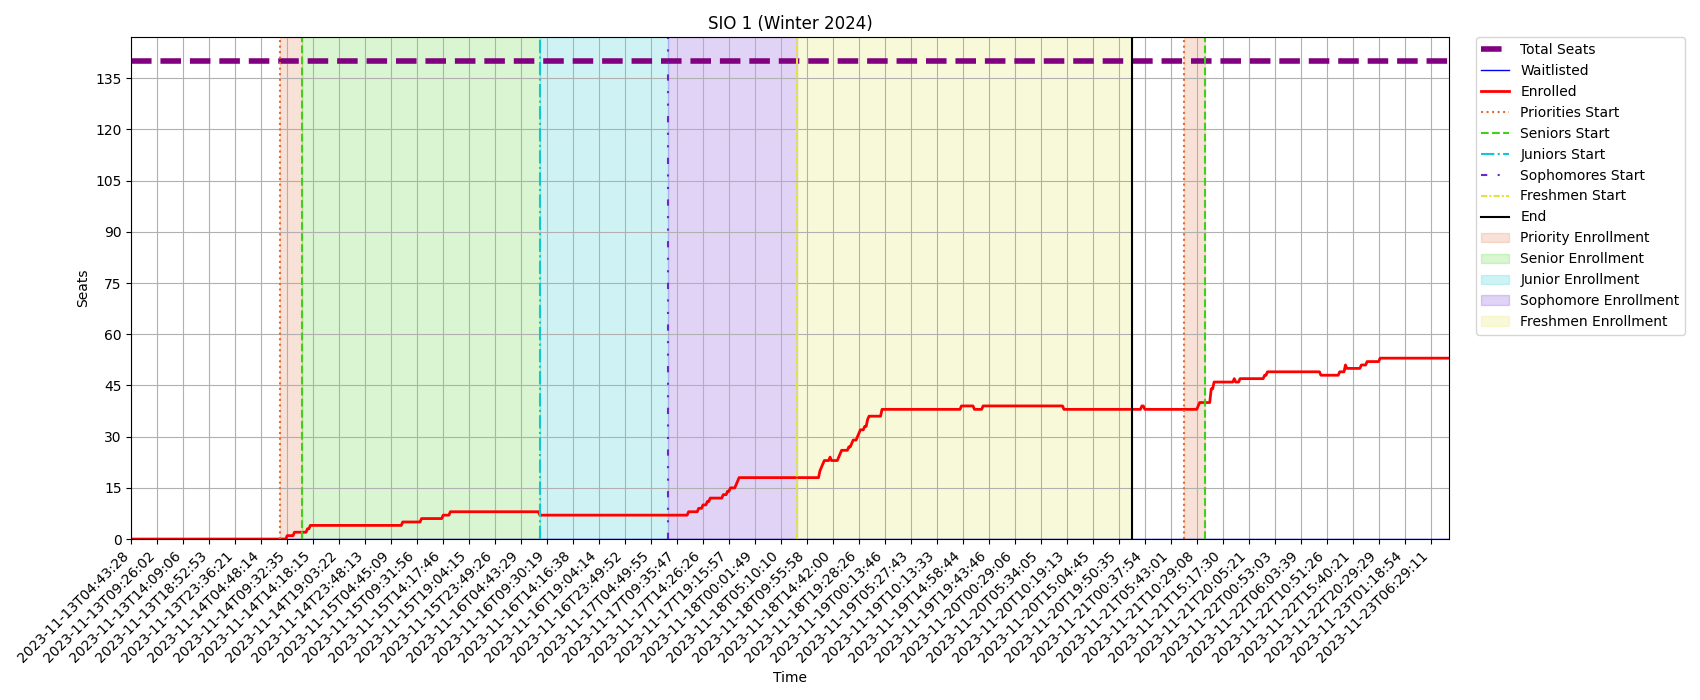 SIO 1 (Winter 2024)
Seats
135
120
105
90
75
60
45
30
15
0
2023-11-13T04:43:28
2023-11-13T09:26:02
2023-11-13T14:09:06
2023-11-13T18:52:53
2023-11-13T23:36:21
2023-11-14T04:48:14
2023-11-14T09:32:35
2023-11-14T14:18:15
2023-11-14T19:03:22
2023-11-14T23:48:13
2023-11-15T04:45:09
2023-11-15T09:31:56
2023-11-15T14:17:46
2023-11-15T19:04:15
2023-11-15T23:49:26
2023-11-16T04:43:29
2023-11-16T09:30:19
2023-11-16T14:16:38
2023-11-16T19:04:14
2023-11-16T23:49:52
2023-11-17T04:49:55
2023-11-17T09:35:47
2023-11-17T14:26:26
2023-11-17T19:15:57
2023-11-18T00:01:49
2023-11-18T05:10:10
2023-11-18T09:55:58
2023-11-18T14:42:00
2023-11-18T19:28:26
2023-11-19T00:13:46
2023-11-19T05:27:43
2023-11-19T10:13:33
2023-11-19T14:58:44
2023-11-19T19:43:46
2023-11-20T00:29:06
2023-11-20T05:34:05
2023-11-20T10:19:13
2023-11-20T15:04:45
2023-11-20T19:50:35
2023-11-21T00:37:54
2023-11-21T05:43:01
2023-11-21T10:29:08
2023-11-21T15:17:30
2023-11-21T20:05:21
2023-11-22T00:53:03
2023-11-22T06:03:39
2023-11-22T10:51:26
2023-11-22T15:40:21
2023-11-22T20:29:29
2023-11-23T01:18:54
2023-11-23T06:29:11
Time
Total Seats
Waitlisted
Enrolled
Priorities Start
Seniors Start
Juniors Start
Sophomores Start
Freshmen Start
End
Priority Enrollment
Senior Enrollment
Junior Enrollment
Sophomore Enrollment
Freshmen Enrollment